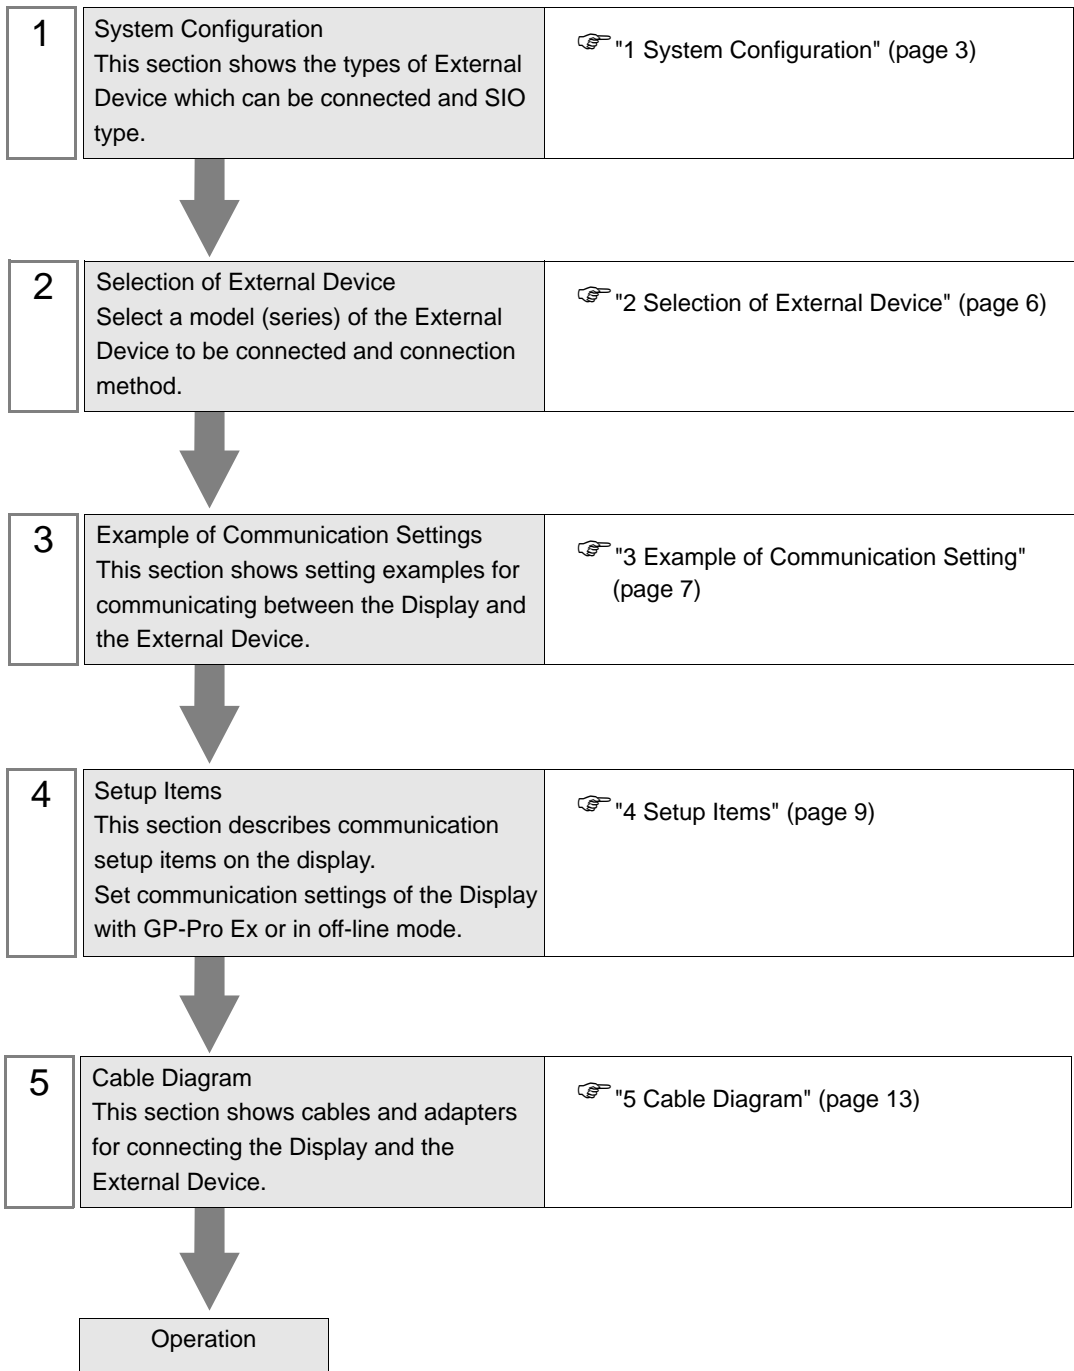 1
System Configuration
This section shows the types of External
Device which can be connected and SIO
type.
"1 System Configuration" (page 3)
2
Selection of External Device
Select a model (series) of the External
Device to be connected and connection
method.
"2 Selection of External Device" (page 6)
3
Example of Communication Settings
This section shows setting examples for
communicating between the Display and
the External Device.
"3 Example of Communication Setting"
(page 7)
4
Setup Items
This section describes communication
setup items on the display.
Set communication settings of the Display
with GP-Pro Ex or in off-line mode.
"4 Setup Items" (page 9)
5
Cable Diagram
This section shows cables and adapters
for connecting the Display and the
External Device.
"5 Cable Diagram" (page 13)
Operation